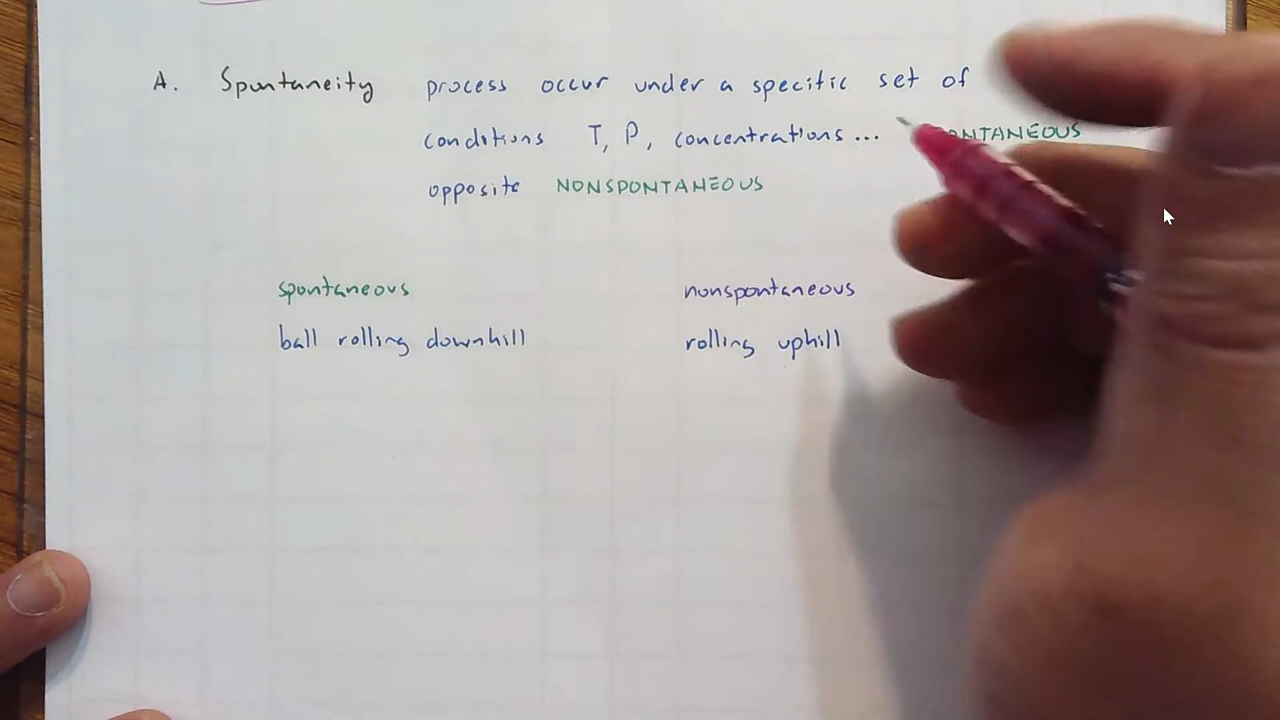 A. Spontaneity process occur under a specific set of
conditions T, P, concentrations...
opposite NONSPONTANEOUS
spontaneous nonspontaneous
ball rolling downhill rolling uphill